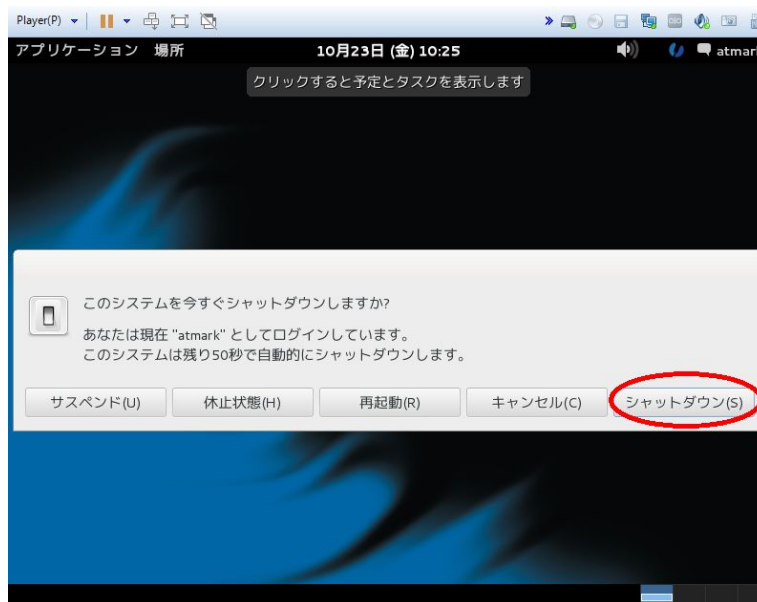 Player(P)
アプリケーション 場所 10月23日 (金) 10:25 atmark
クリックすると予定とタスクを表示します
このシステムを今すぐシャットダウンしますか?
あなたは現在 "atmark" としてログインしています。
このシステムは残り50秒で自動的にシャットダウンします。
サスペンド(U) 休止状態(H) 再起動(R) キャンセル(C) シャットダウン(S)